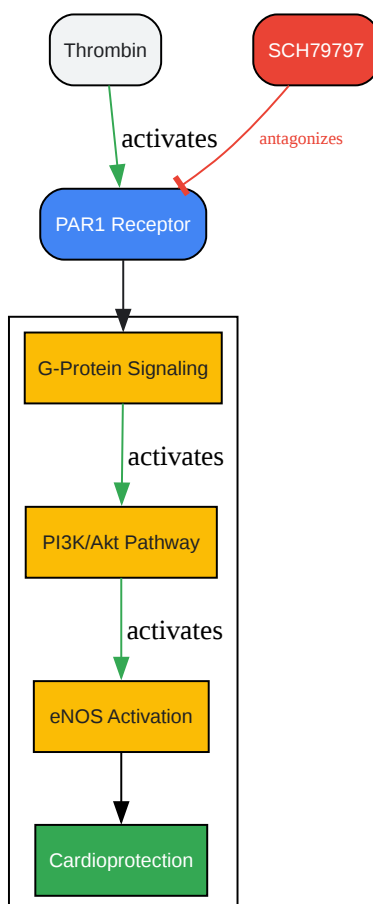 Thrombin
SCH79797
activates
antagonizes
PAR1 Receptor
G-Protein Signaling
activates
PI3K/Akt Pathway
activates
eNOS Activation
Cardioprotection